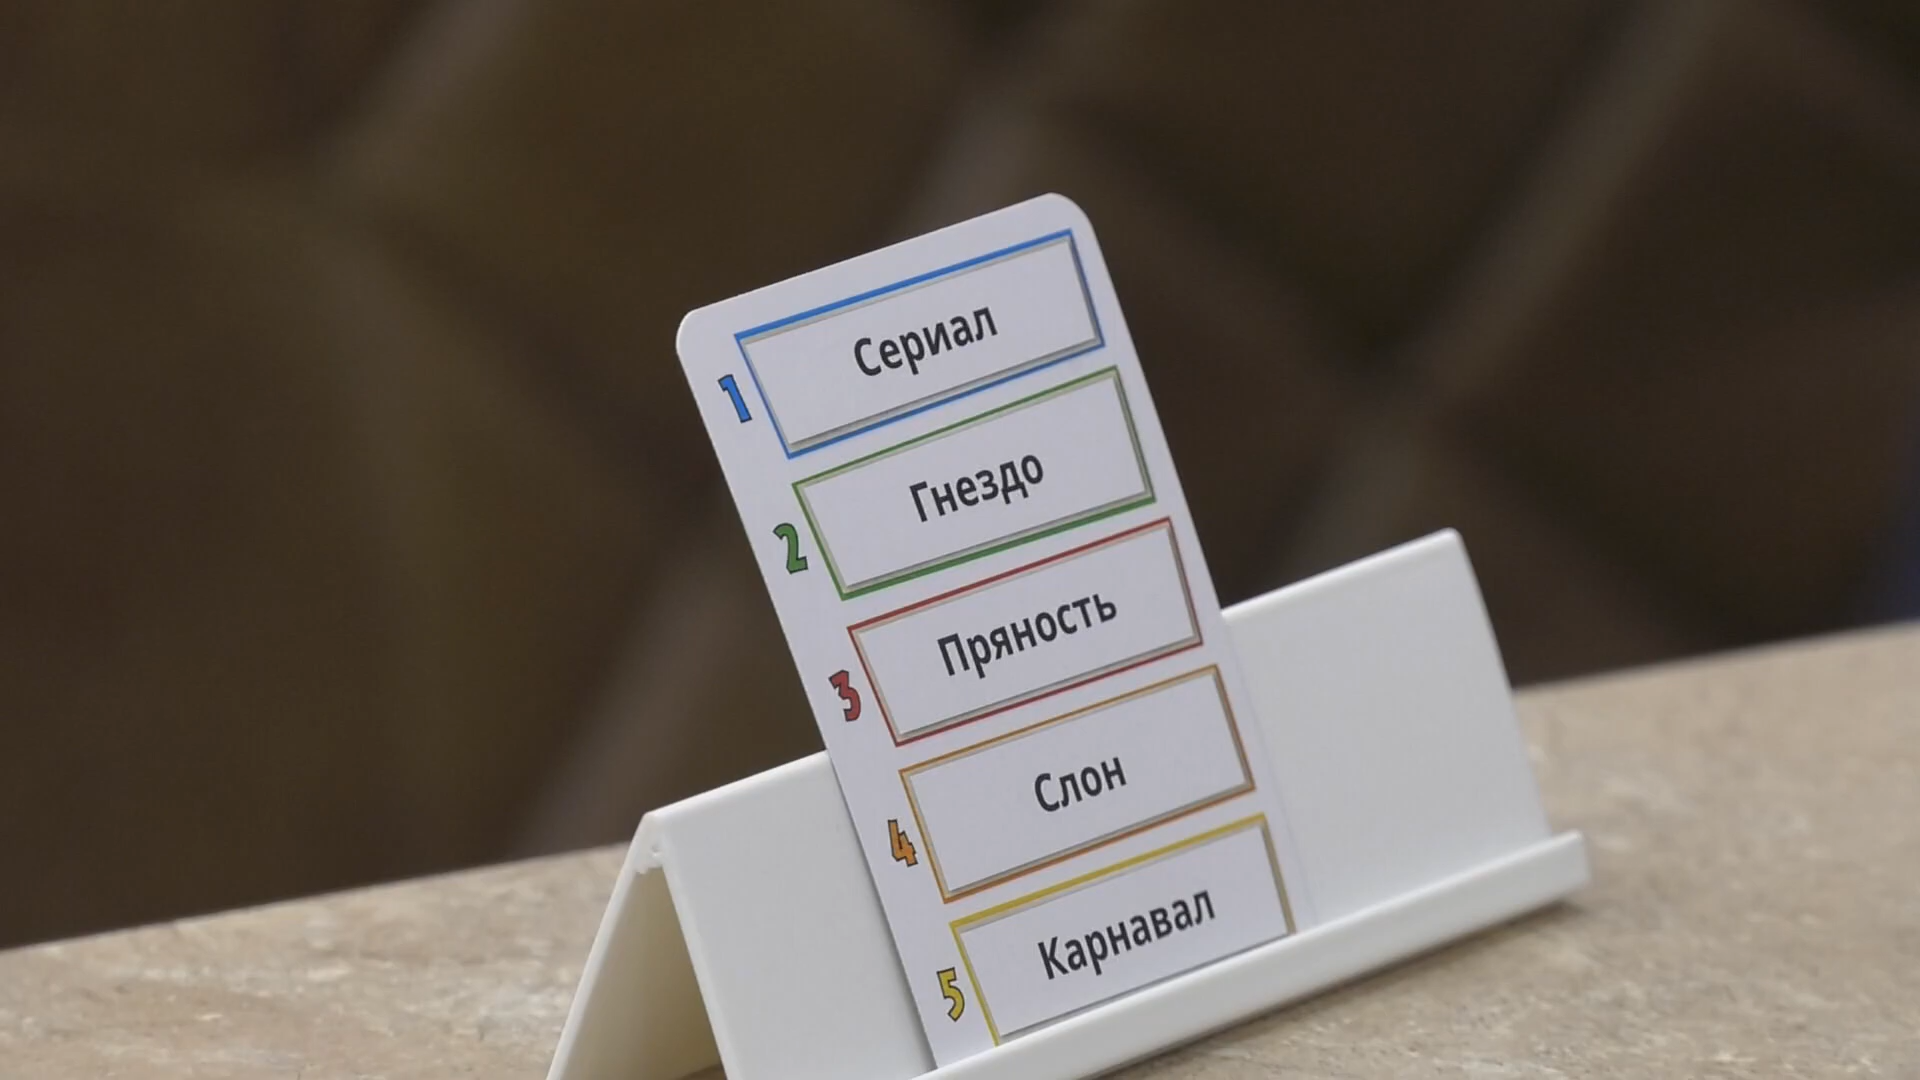 1 Сериал
2 Гнездо
3 Пряность
4 Слон
5 Карнавал